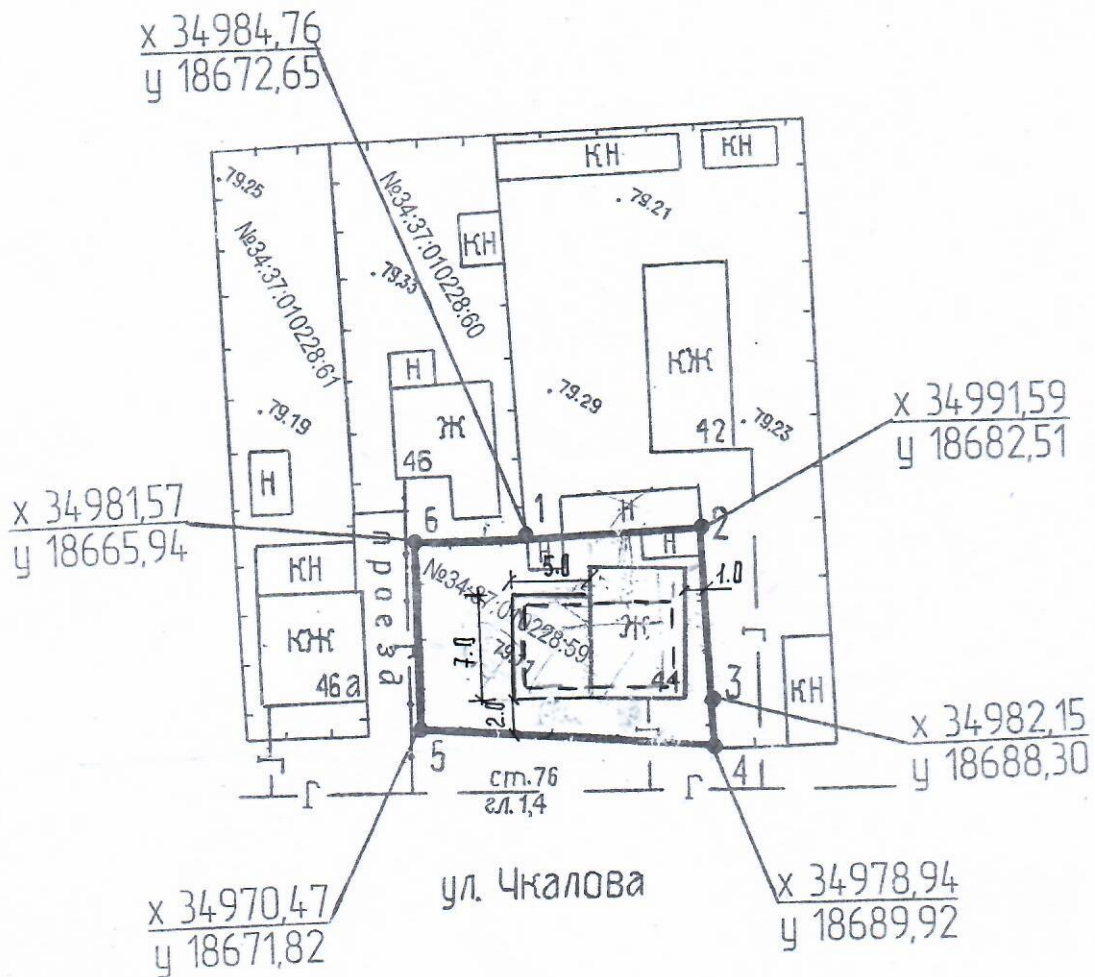 х 34984,76
у 18672,65
КН
КН
79.25
№34:37:010228:60
79.21
№34:37:010228:61
КН
79.33
Н
КЖ
79.29
79.19
Ж
42
79.23
х 34991,59
у 18682,51
46
Н
х 34981,57
у 18665,94
6
1
Н
2
Н
Н
КН
проезд
№34:37:010228:59
5.0
1.0
КЖ
7.0
Ж
46а
44
3
КН
2.0
х 34982,15
у 18688,30
5
4
Г
ст.76
гл.1,4
Г
ул. Чкалова
х 34970,47
у 18671,82
х 34978,94
у 18689,92